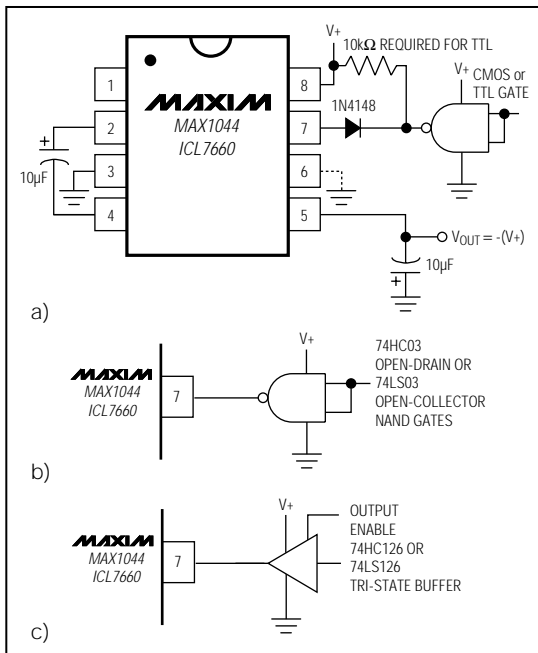 V+
10kΩ REQUIRED FOR TTL
V+
CMOS or
TTL GATE
1N4148
1
2
3
4
8
7
6
5
MAXIM
MAX1044
ICL7660
+
10µF
VOUT = -(V+)
10µF
+
a)
V+
MAXIM
MAX1044
ICL7660
7
74HC03
OPEN-DRAIN OR
74LS03
OPEN-COLLECTOR
NAND GATES
b)
V+
MAXIM
MAX1044
ICL7660
7
OUTPUT
ENABLE
74HC126 OR
74LS126
TRI-STATE BUFFER
c)